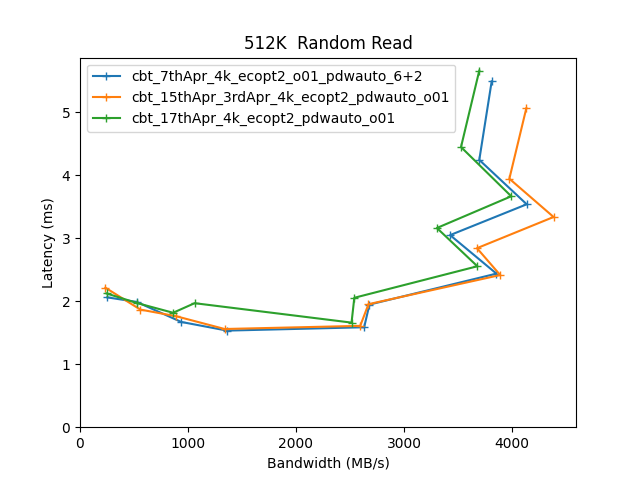 512K  Random Read
cbt_7thApr_4k_ecopt2_o01_pdwauto_6+2
cbt_15thApr_3rdApr_4k_ecopt2_pdwauto_o01
cbt_17thApr_4k_ecopt2_pdwauto_o01
Latency (ms)
5
4
3
2
1
0
0 1000 2000 3000 4000
Bandwidth (MB/s)